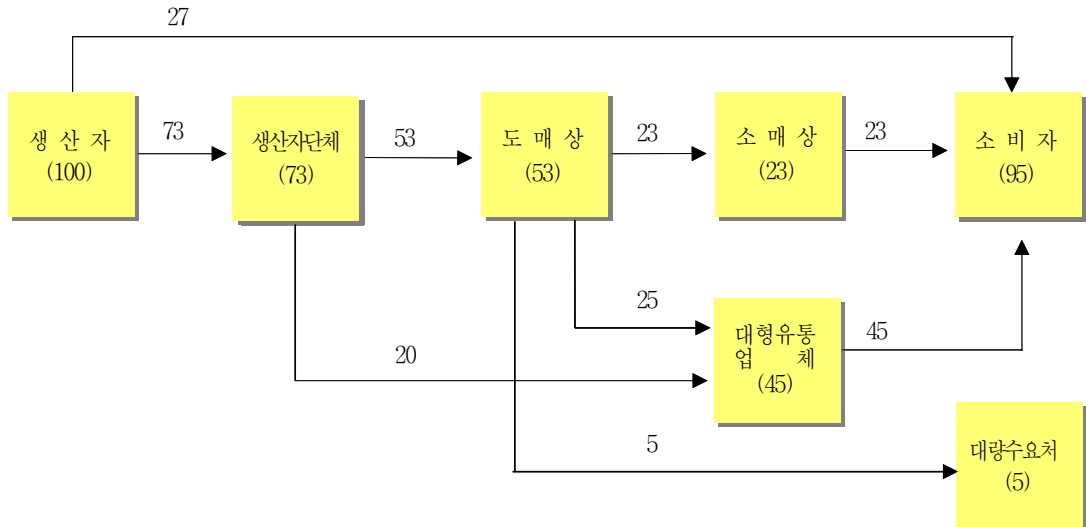 27
생 산 자
(100)
73
생산자단체
(73)
53
도 매 상
(53)
23
소 매 상
(23)
23
소 비 자
(95)
25
대형유통
업 체
(45)
45
20
5
대량수요처
(5)